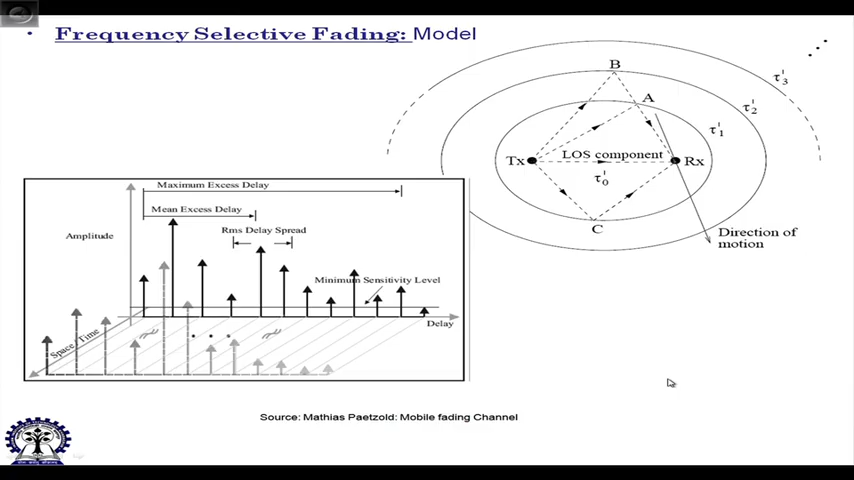 • Frequency Selective Fading: Model
B
A
τ'3
τ'2
τ'1
Tx
LOS component
Rx
τ'0
C
Direction of
motion
Maximum Excess Delay
Mean Excess Delay
Rms Delay Spread
Amplitude
Minimum Sensitivity Level
Delay
Space / Time
Source: Mathias Paetzold: Mobile fading Channel